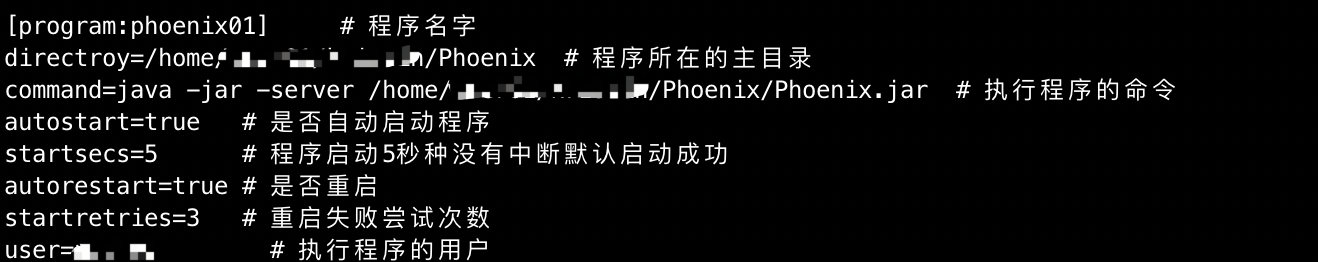 [program:phoenix01] # 程序名字
directroy=/home/ /Phoenix # 程序所在的主目录
command=java -jar -server /home/ /Phoenix/Phoenix.jar # 执行程序的命令
autostart=true # 是否自动启动程序
startsecs=5 # 程序启动5秒种没有中断默认启动成功
autorestart=true # 是否重启
startretries=3 # 重启失败尝试次数
user= # 执行程序的用户